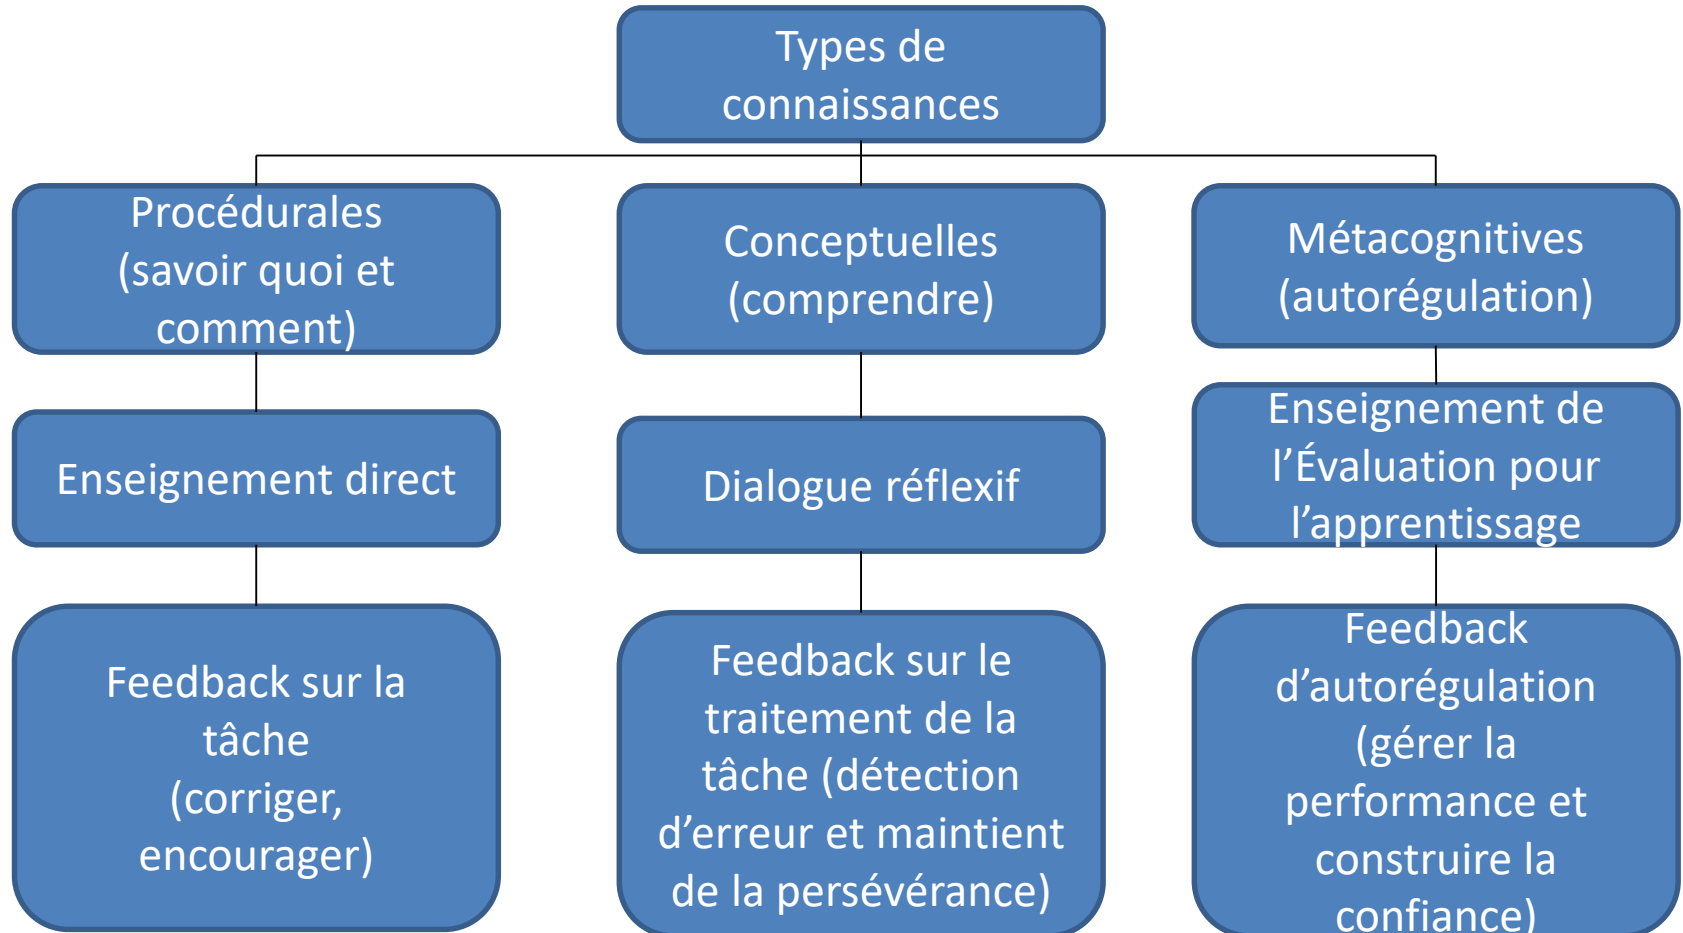 Types de
connaissances
Procédurales
(savoir quoi et
comment)
Conceptuelles
(comprendre)
Métacognitives
(autorégulation)
Enseignement direct
Dialogue réflexif
Enseignement de
l’Évaluation pour
l’apprentissage
Feedback sur la
tâche
(corriger,
encourager)
Feedback sur le
traitement de la
tâche (détection
d’erreur et maintient
de la persévérance)
Feedback
d’autorégulation
(gérer la
performance et
construire la
confiance)